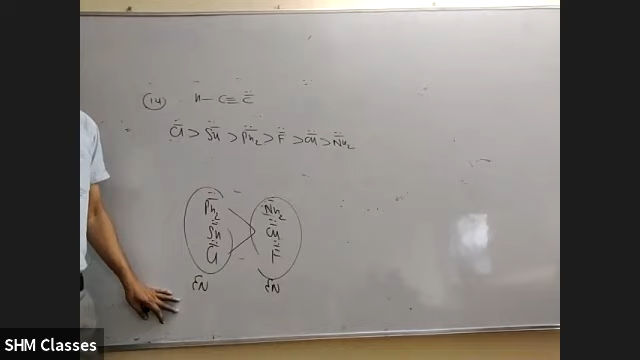 (14) H–C≡C̈
Cl > SH > PH₂ > F > OH > NH₂
PH₂ NH₂
SH OH
Cl F
SHM Classes